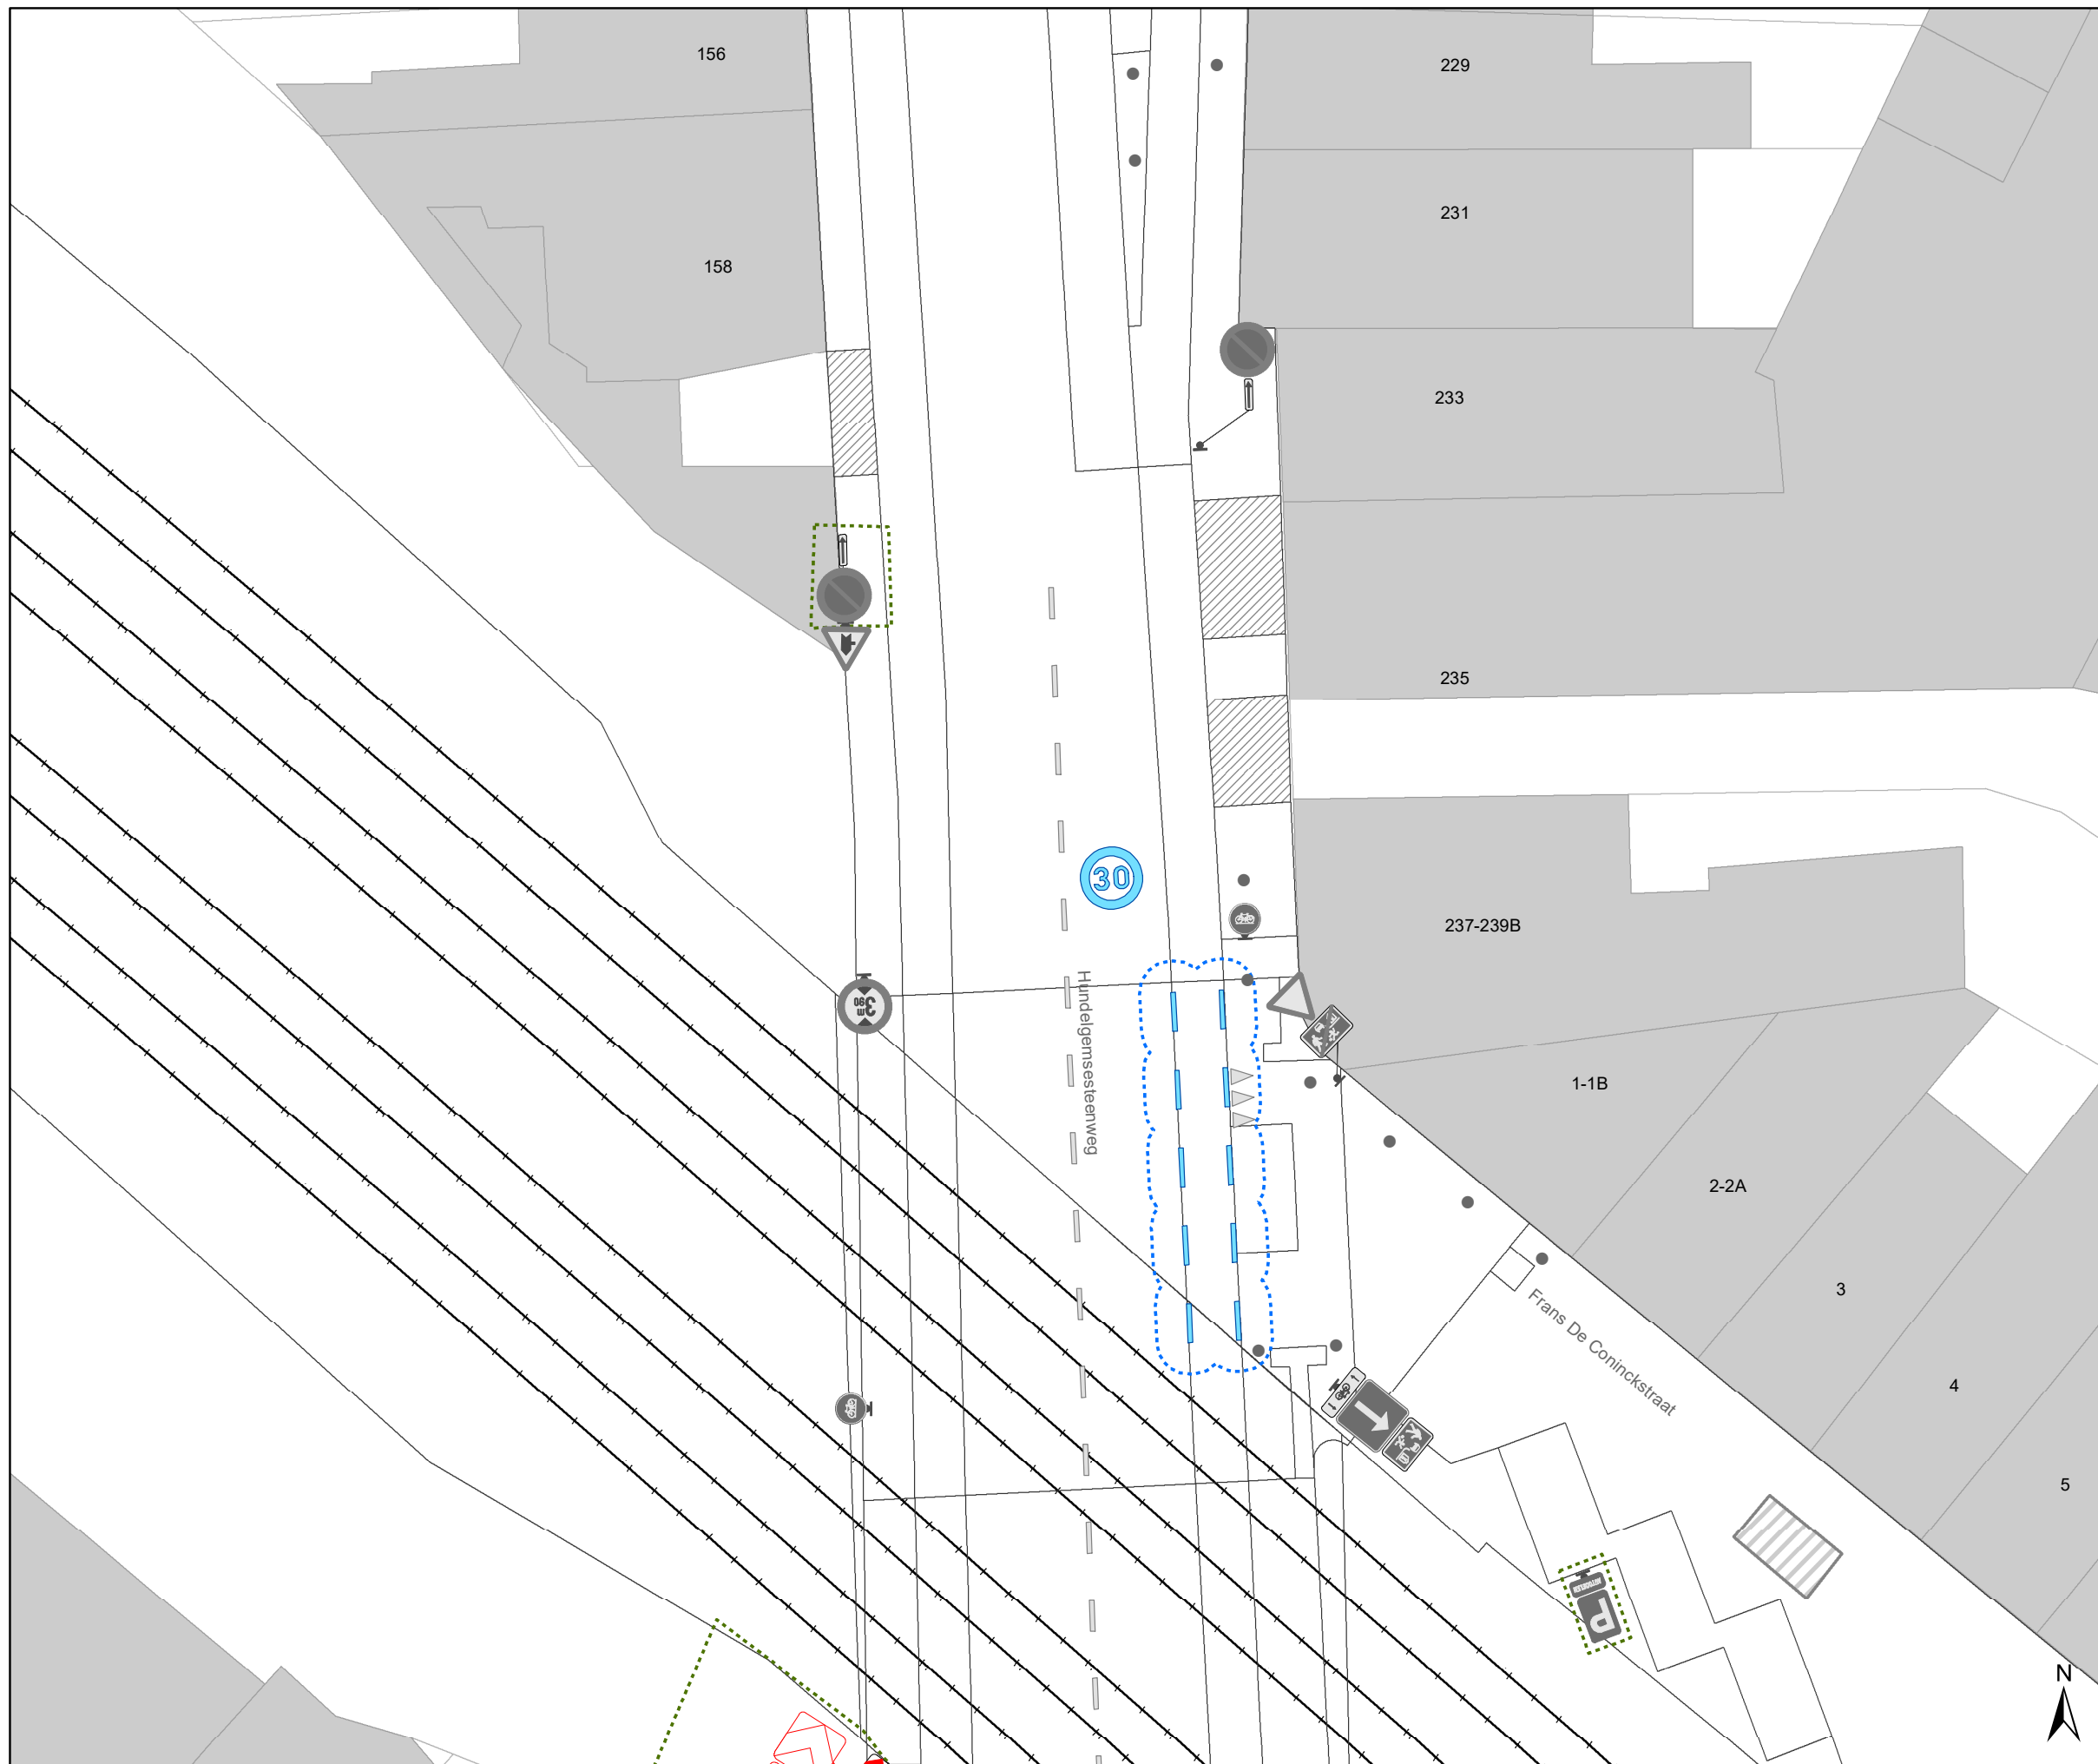 156
229
231
158
233
235
30
237-239B
3m90
Hundelgemsesteenweg
1-1B
2-2A
3
Frans De Coninckstraat
4
5
P
N